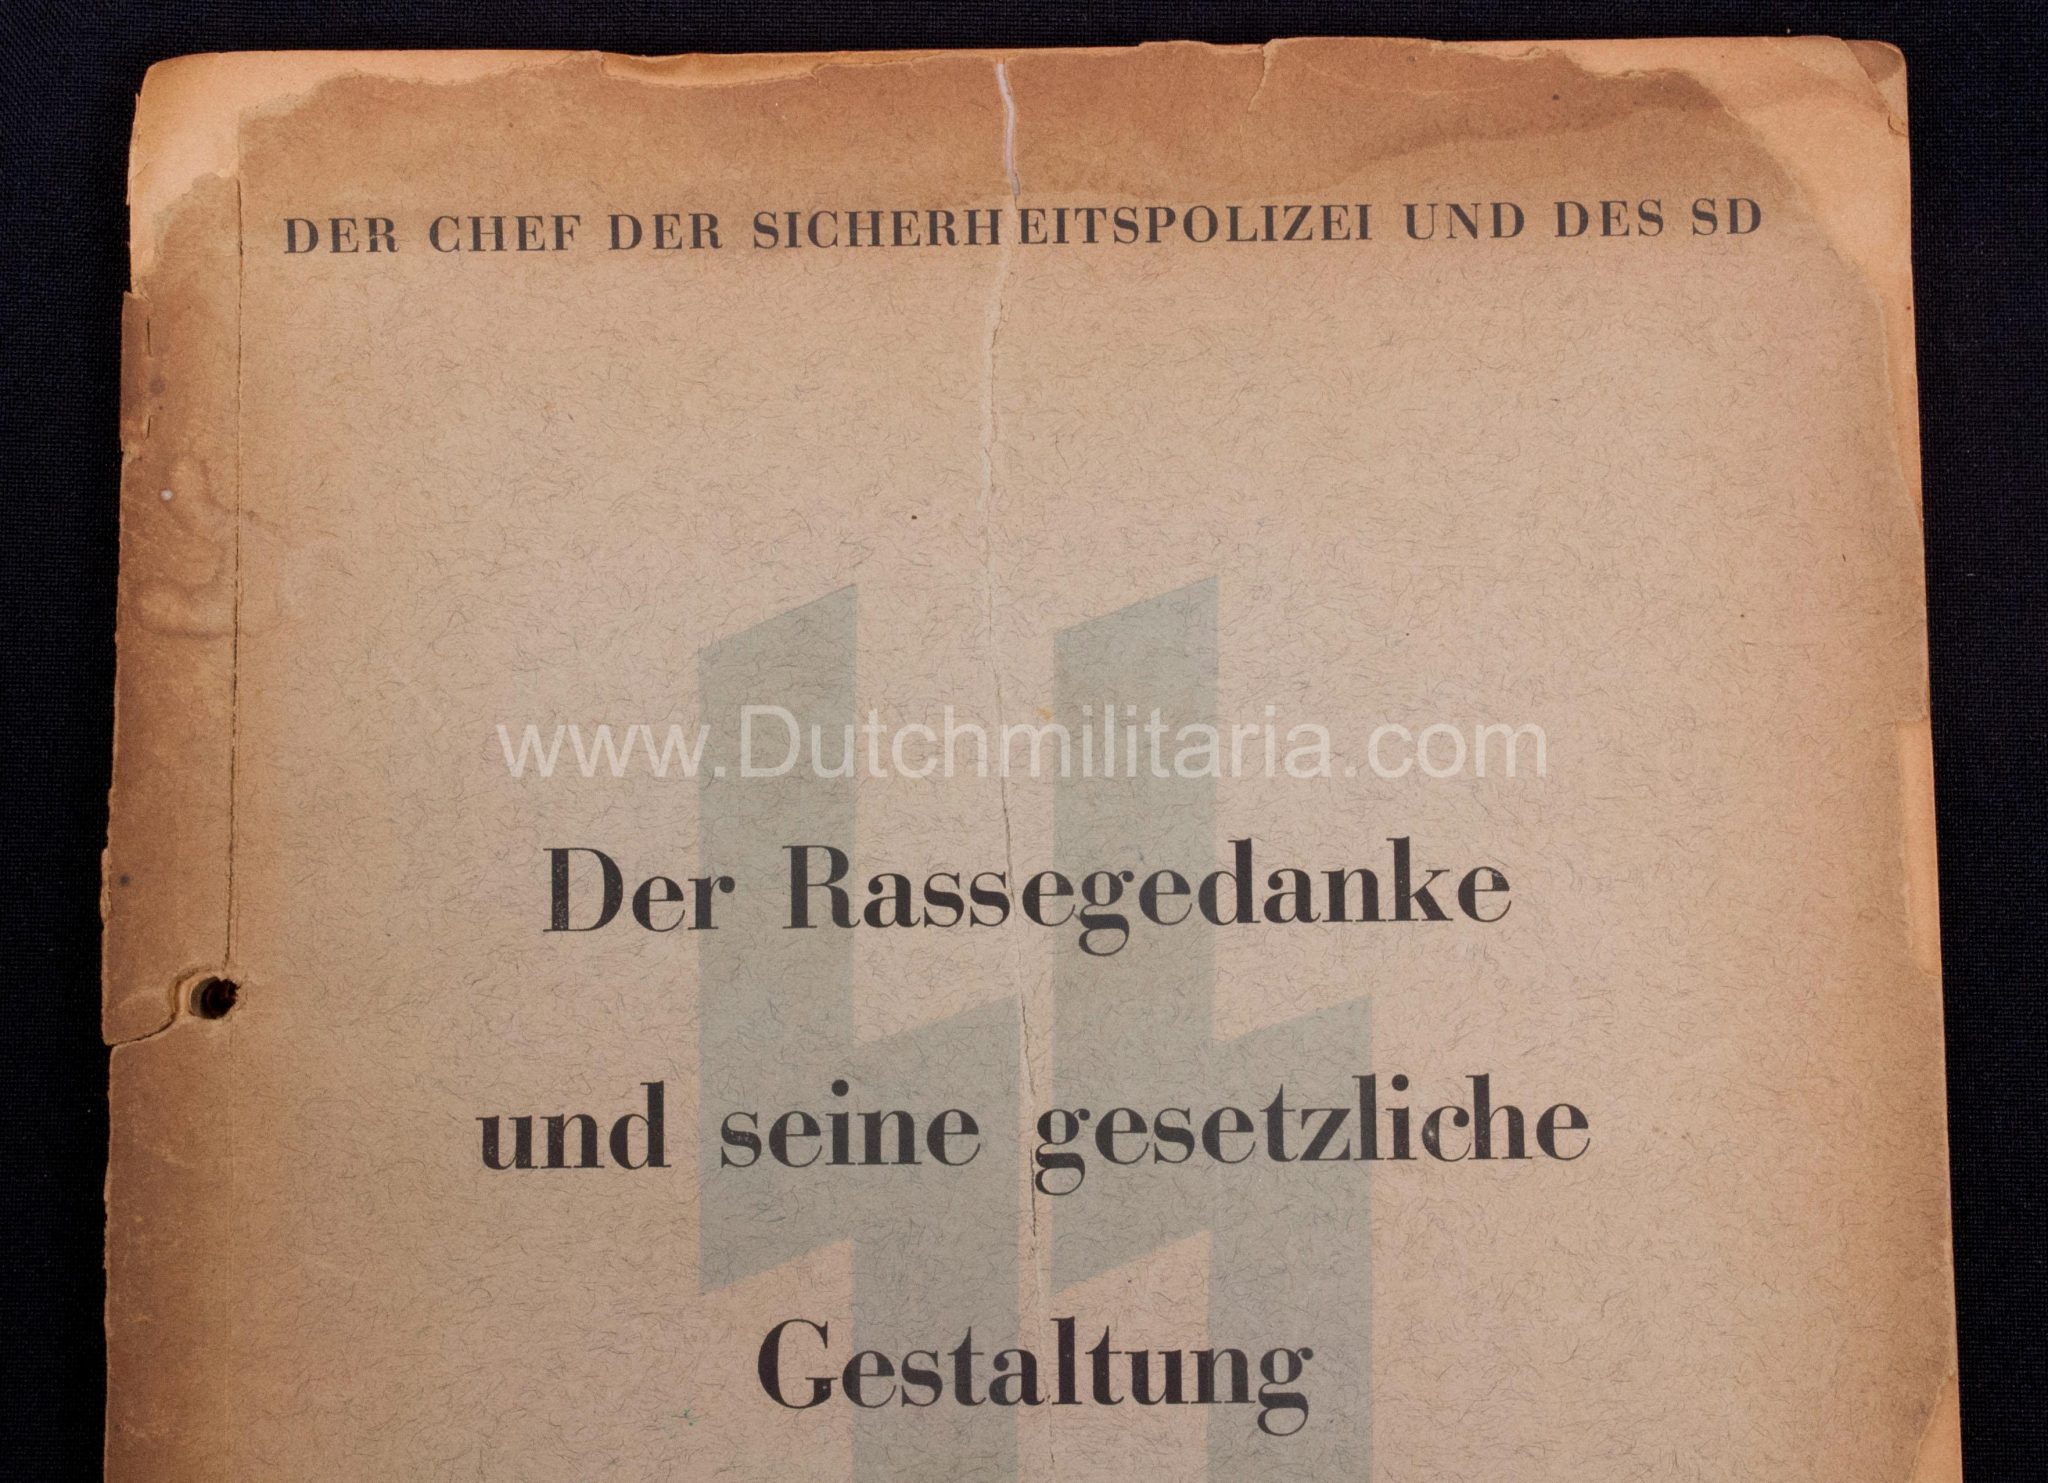 DER CHEF DER SICHERHEITSPOLIZEI UND DES SD
www.Dutchmilitaria.com
Der Rassegedanke
und seine gesetzliche
Gestaltung